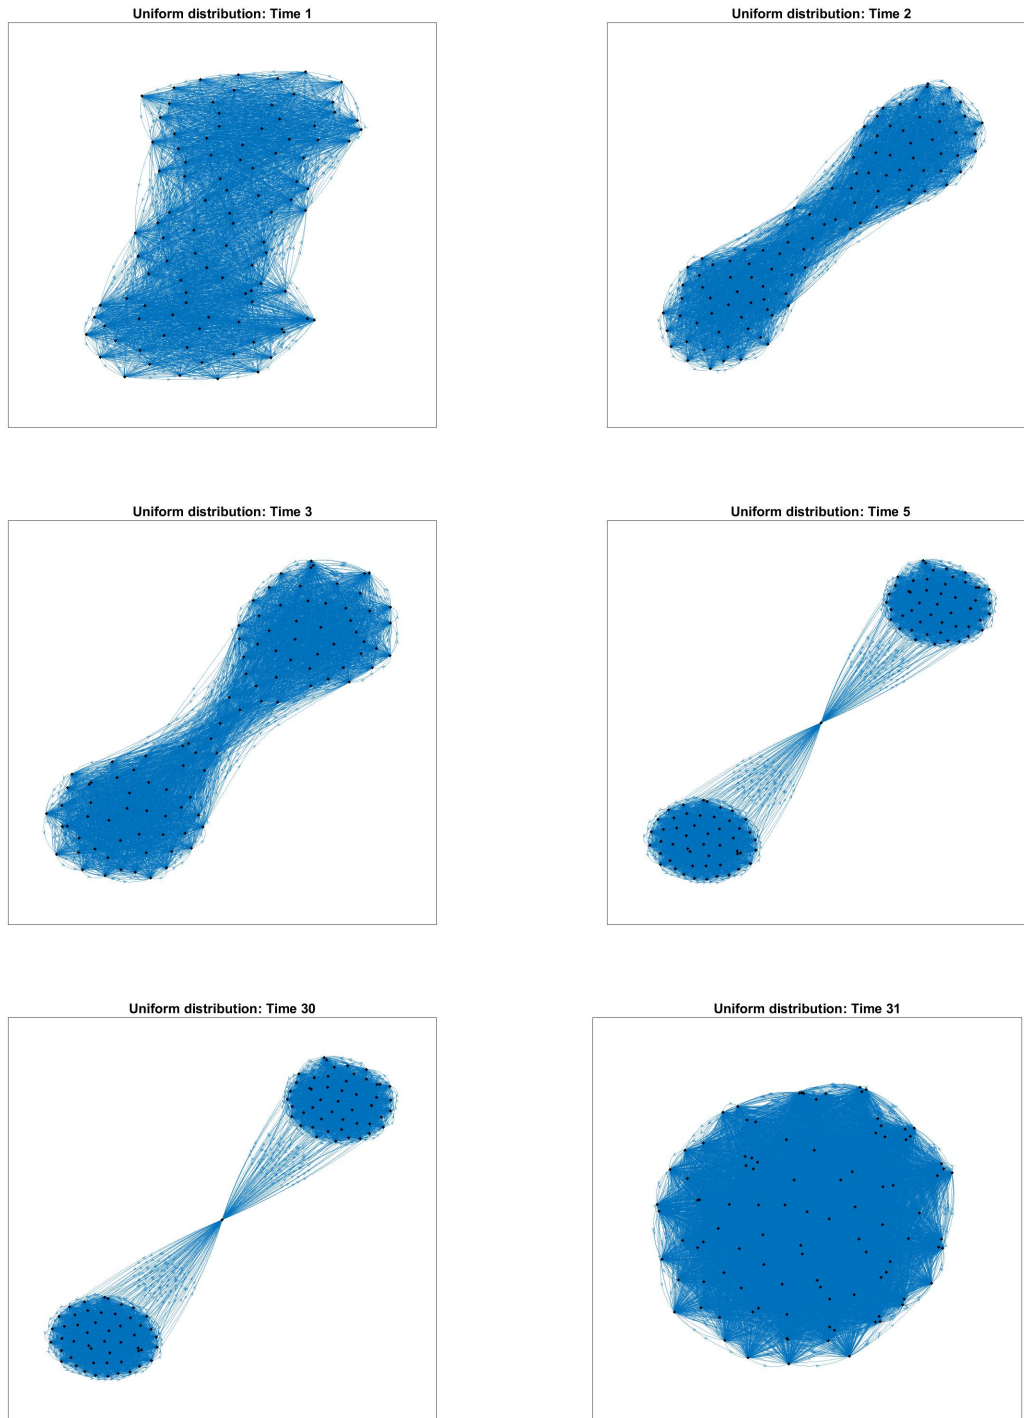 Uniform distribution: Time 1
Uniform distribution: Time 2
Uniform distribution: Time 3
Uniform distribution: Time 5
Uniform distribution: Time 30
Uniform distribution: Time 31